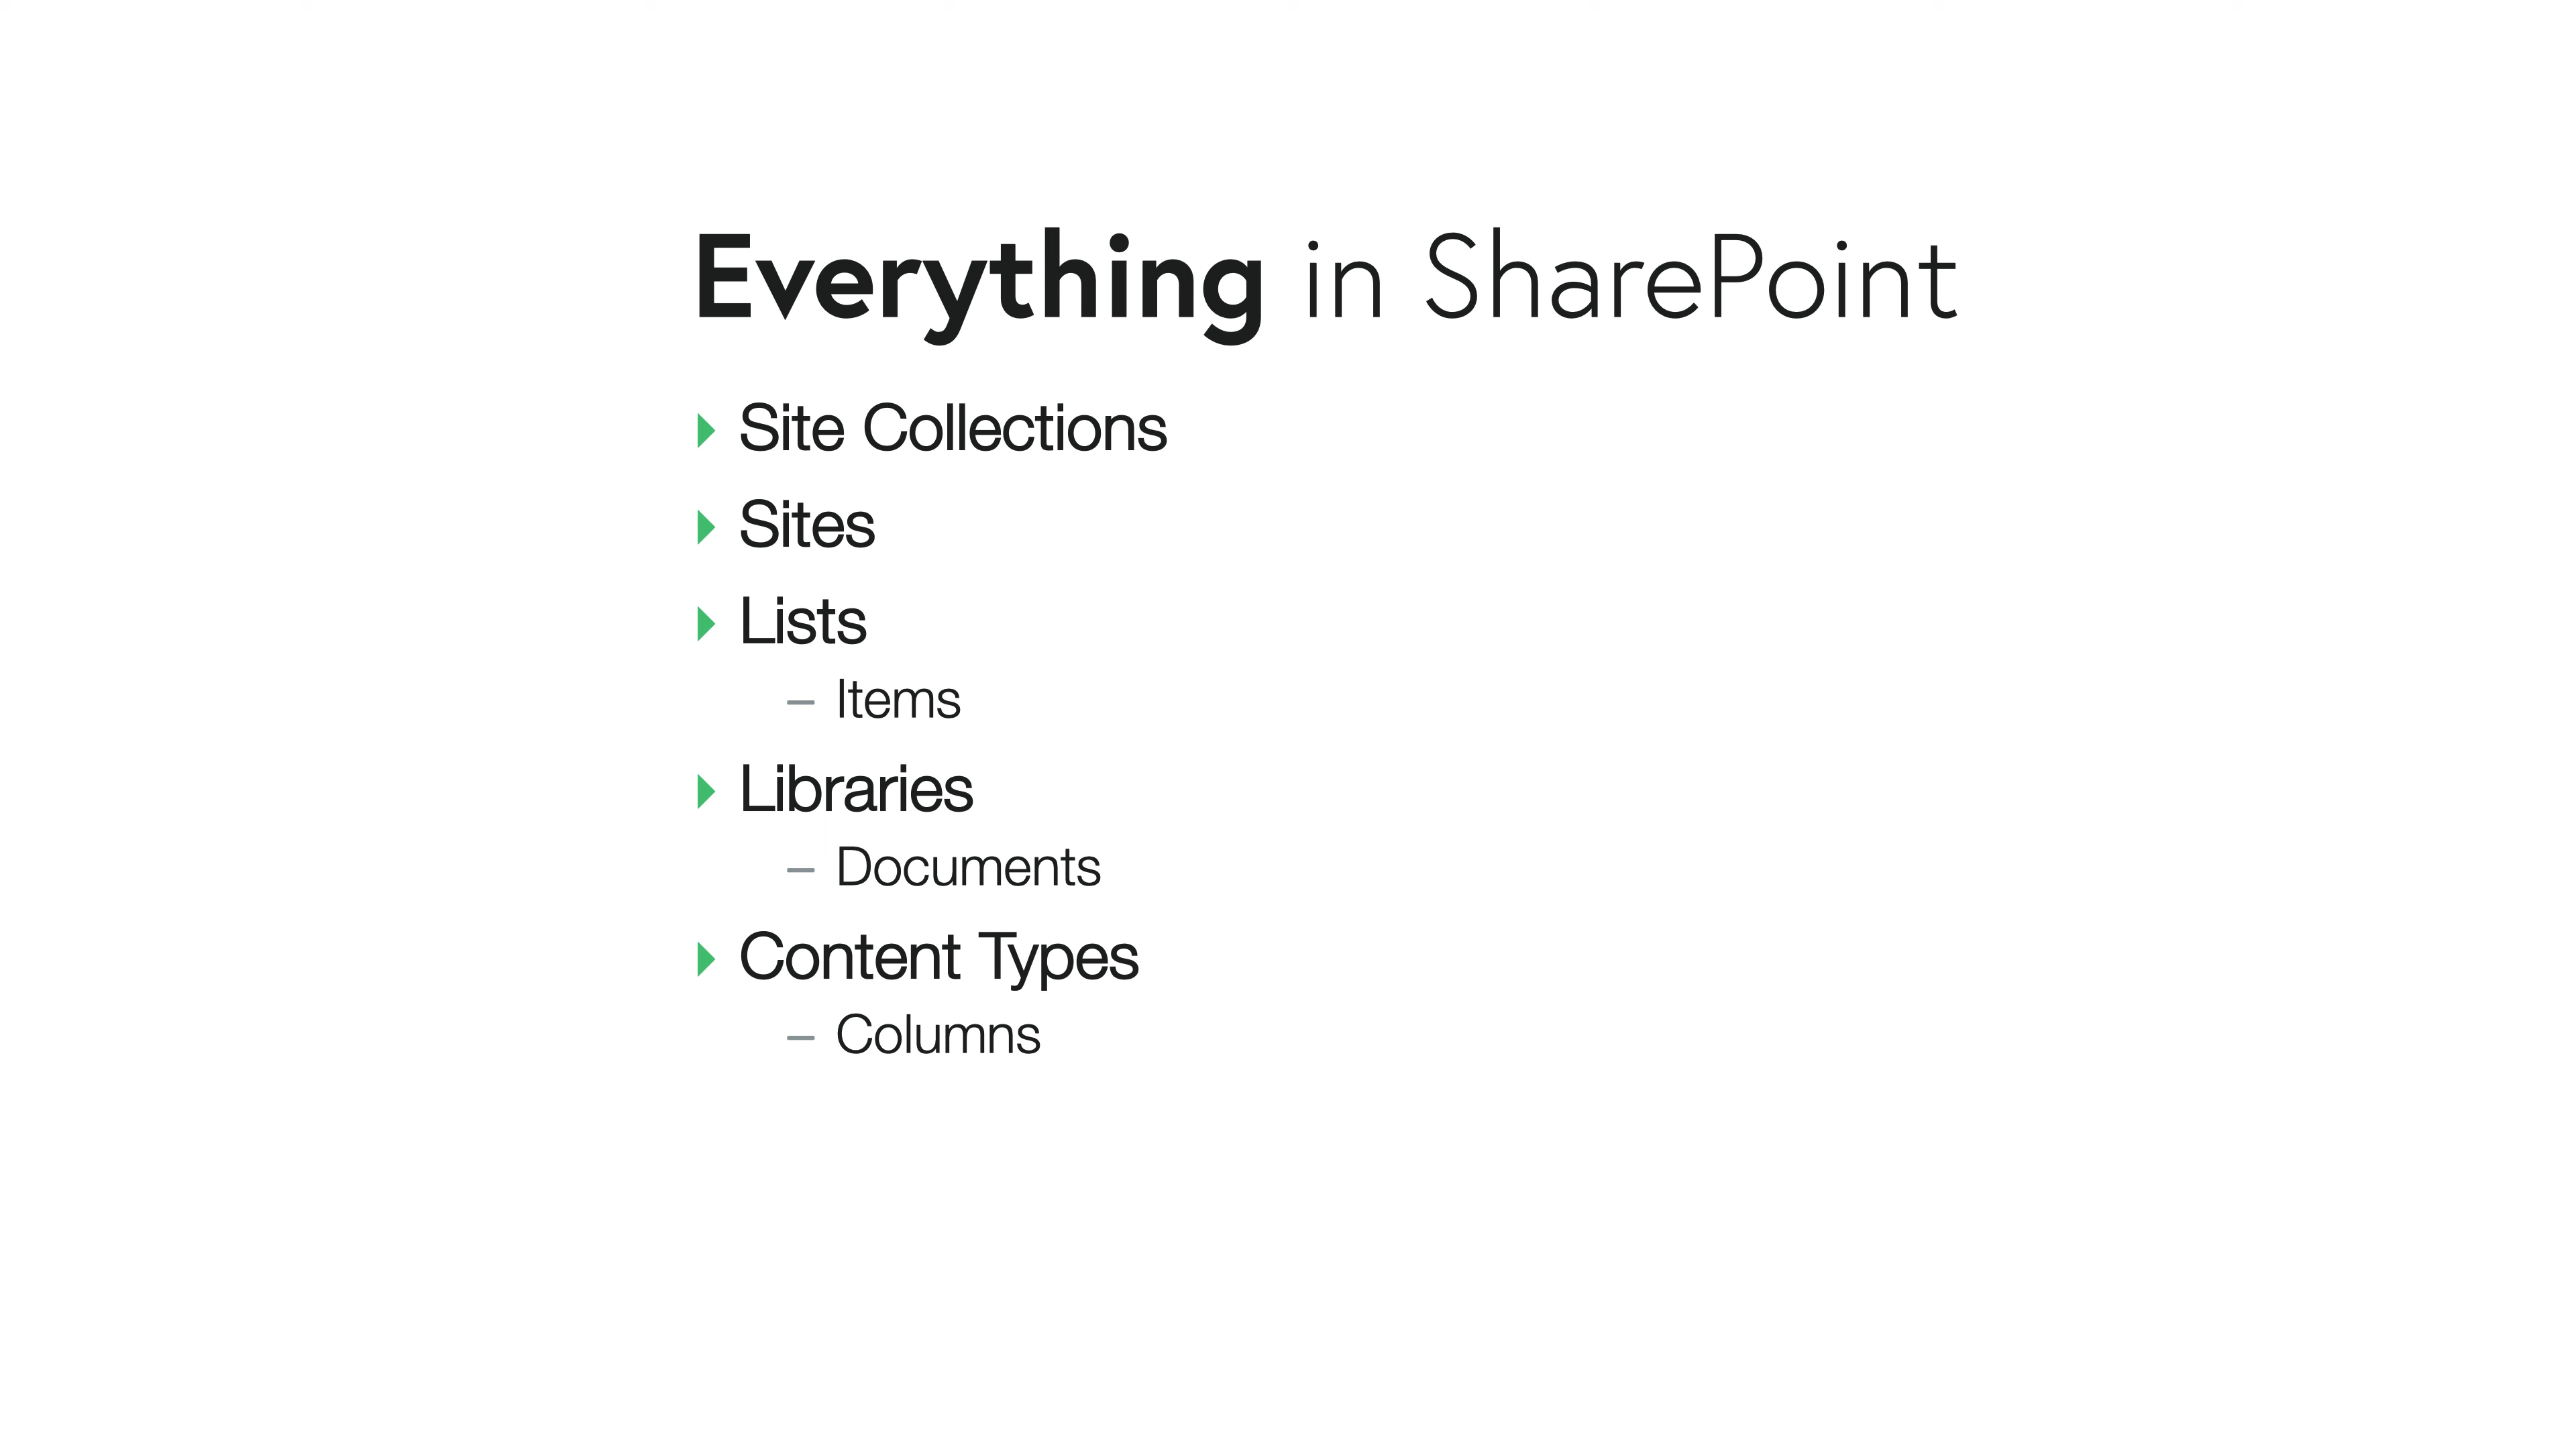 Everything in SharePoint
Site Collections
Sites
Lists
– Items
Libraries
– Documents
Content Types
– Columns